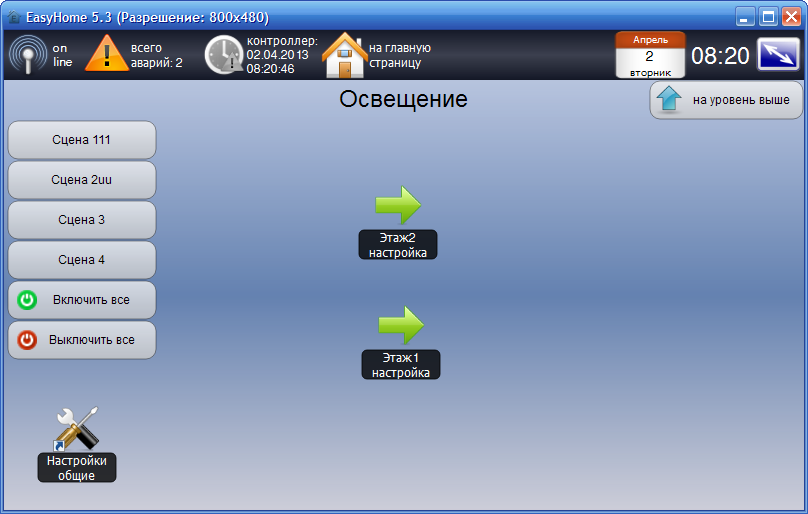 EasyHome 5.3 (Разрешение: 800x480)
on
line
всего
аварий: 2
контроллер:
02.04.2013
08:20:46
на главную
страницу
Апрель
2
вторник
08:20
Освещение
на уровень выше
Сцена 111
Сцена 2uu
Сцена 3
Сцена 4
Включить все
Выключить все
Этаж2
настройка
Этаж1
настройка
Настройки
общие